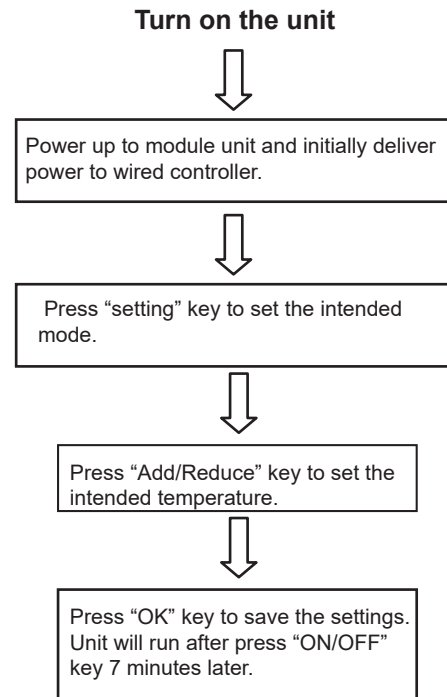 Turn on the unit
Power up to module unit and initially deliver
power to wired controller.
Press “setting” key to set the intended
mode.
Press “Add/Reduce” key to set the
intended temperature.
Press “OK” key to save the settings.
Unit will run after press “ON/OFF”
key 7 minutes later.